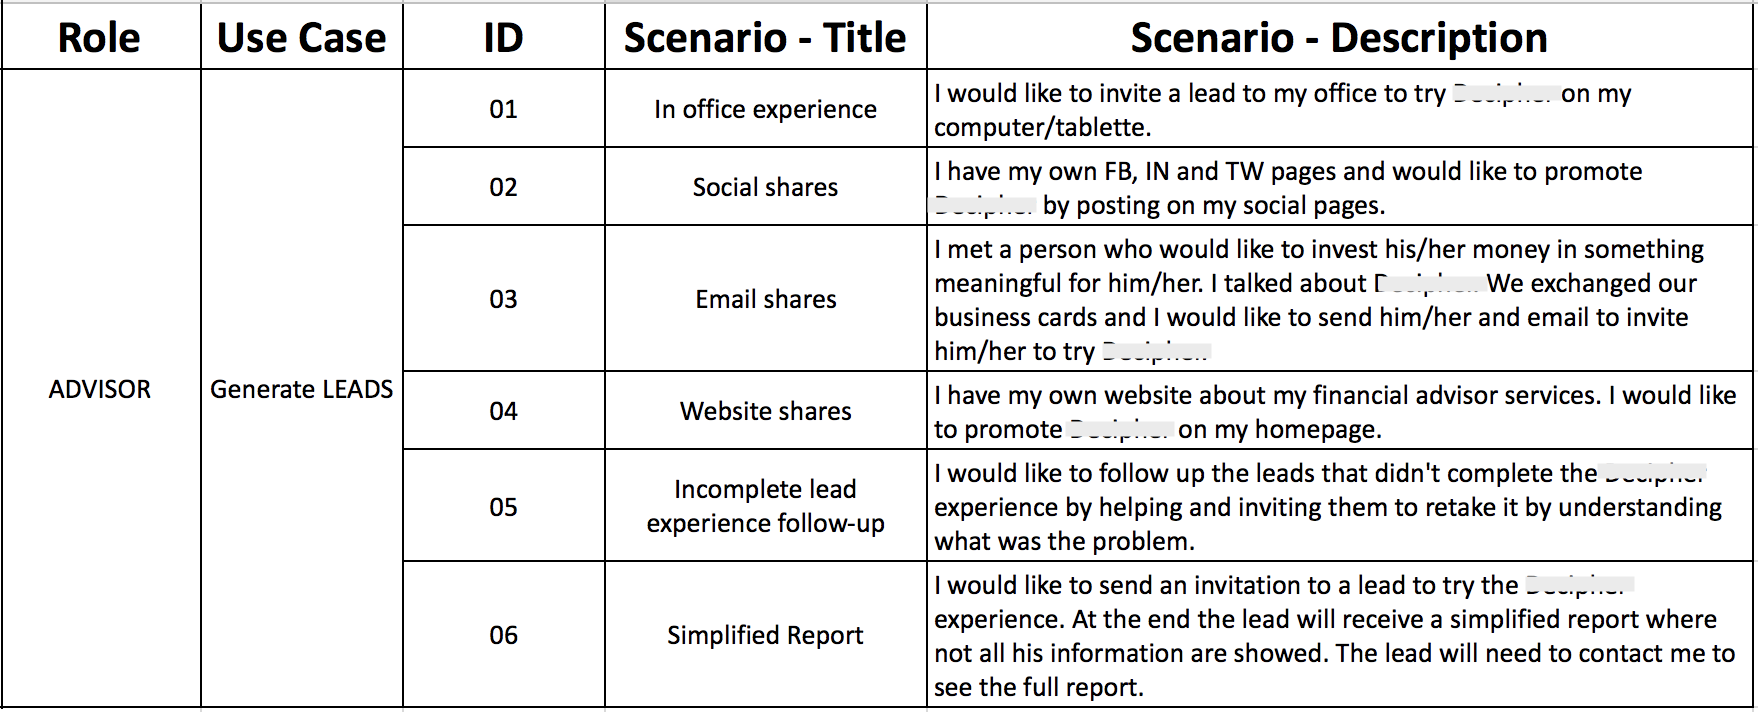 Role Use Case ID Scenario - Title Scenario - Description
ADVISOR
Generate LEADS
01
In office experience
I would like to invite a lead to my office to try on my
computer/tablette.
02
Social shares
I have my own FB, IN and TW pages and would like to promote
by posting on my social pages.
03
Email shares
I met a person who would like to invest his/her money in something
meaningful for him/her. I talked about We exchanged our
business cards and I would like to send him/her and email to invite
him/her to try
04
Website shares
I have my own website about my financial advisor services. I would like
to promote on my homepage.
05
Incomplete lead
experience follow-up
I would like to follow up the leads that didn't complete the
experience by helping and inviting them to retake it by understanding
what was the problem.
06
Simplified Report
I would like to send an invitation to a lead to try the
experience. At the end the lead will receive a simplified report where
not all his information are showed. The lead will need to contact me to
see the full report.